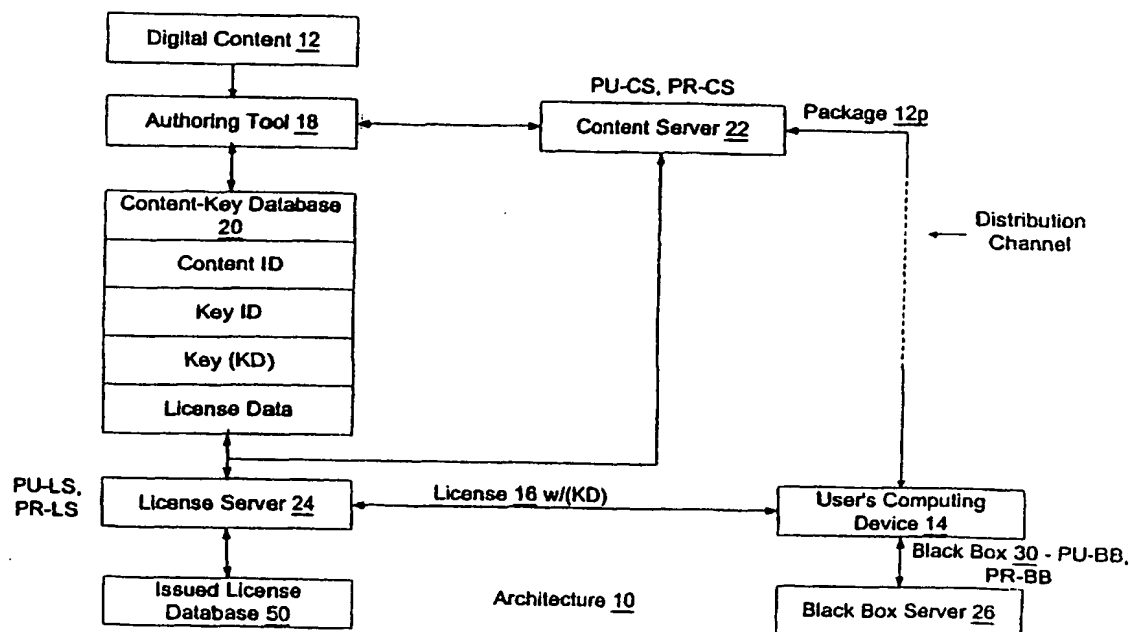 Digital Content 12
Authoring Tool 18
PU-CS, PR-CS
Content Server 22
Package 12p
Content-Key Database
20
Content ID
Key ID
Key (KD)
License Data
Distribution
Channel
PU-LS,
PR-LS
License Server 24
License 16 w/(KD)
User's Computing
Device 14
Black Box 30 - PU-BB,
PR-BB
Issued License
Database 50
Architecture 10
Black Box Server 26